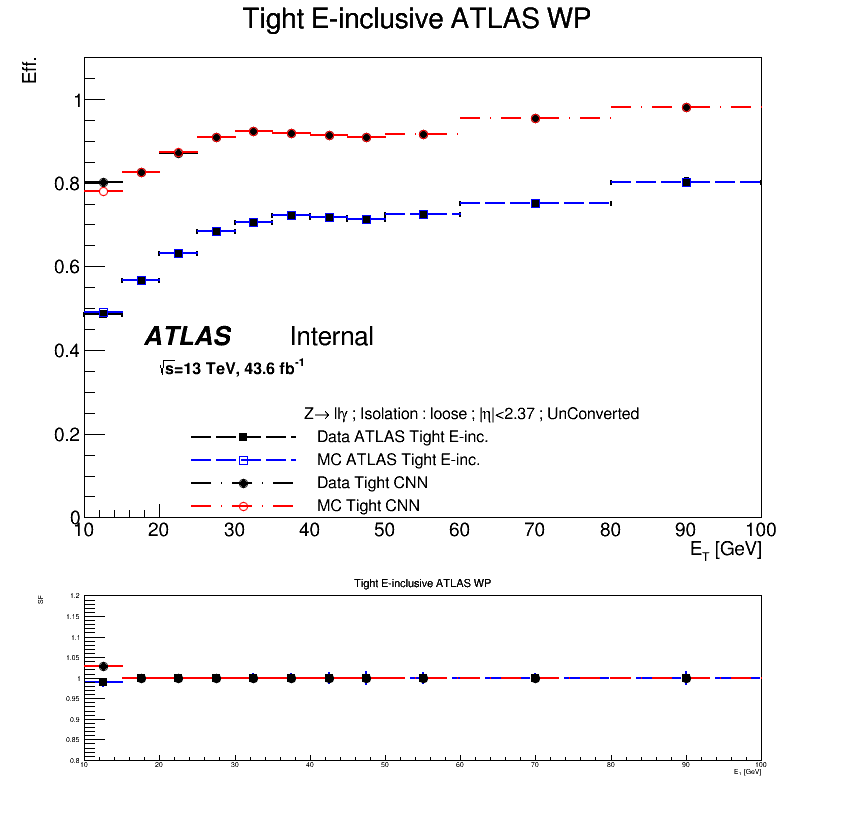 Tight E-inclusive ATLAS WP
Eff.
1
0.8
0.6
0.4
0.2
0
ATLAS Internal
√s=13 TeV, 43.6 fb⁻¹
Z→ llγ ; Isolation : loose ; |η|<2.37 ; UnConverted
Data ATLAS Tight E-inc.
MC ATLAS Tight E-inc.
Data Tight CNN
MC Tight CNN
10 20 30 40 50 60 70 80 90 100
E_T [GeV]
Tight E-inclusive ATLAS WP
SF
1.2
1.15
1.1
1.05
1
0.95
0.9
0.85
0.8
10 20 30 40 50 60 70 80 90 100
E_T [GeV]